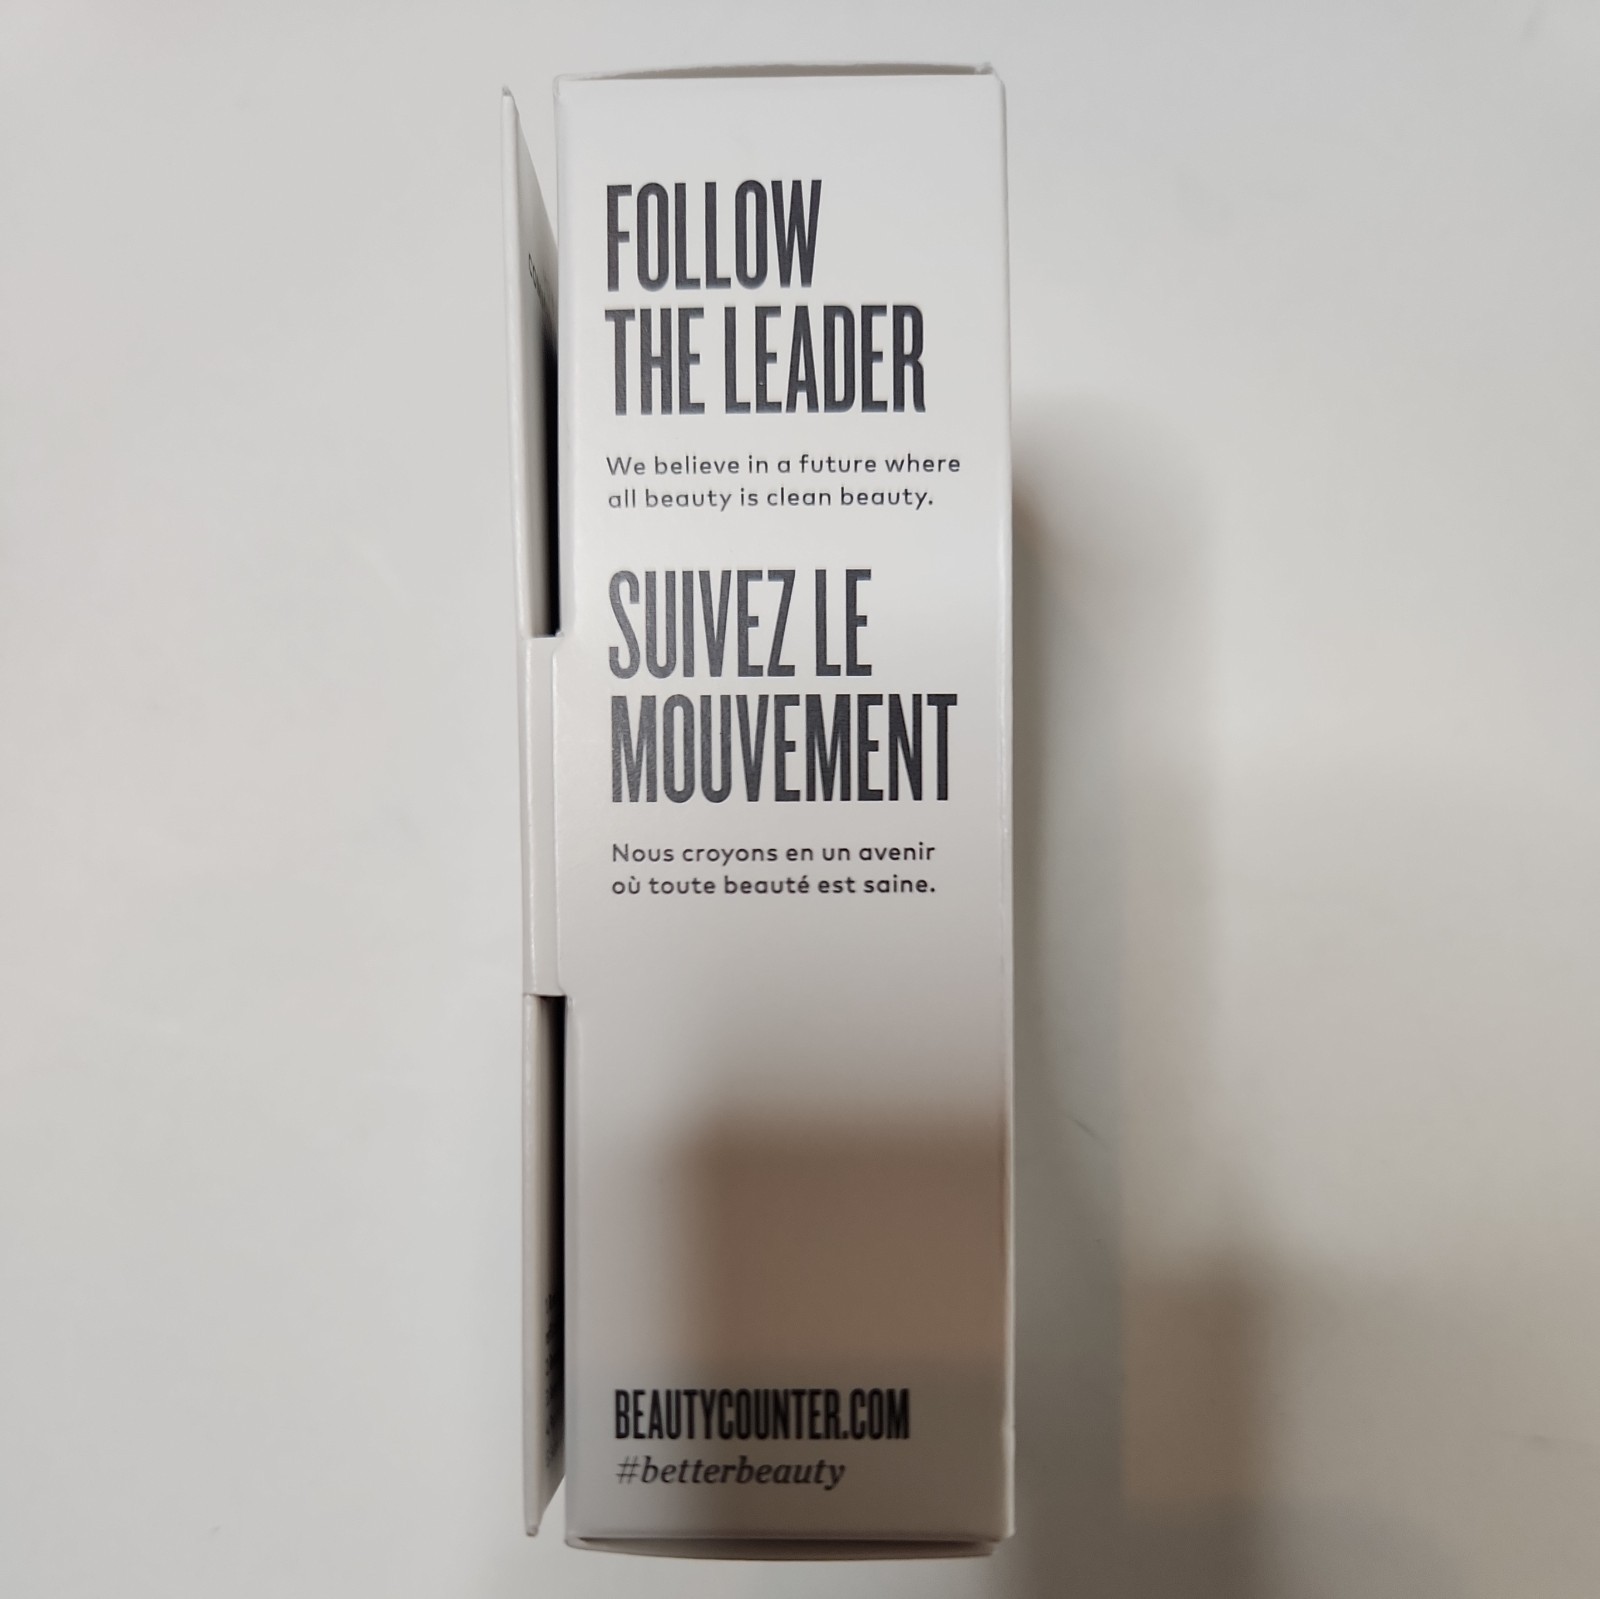 FOLLOW
THE LEADER
We believe in a future where
all beauty is clean beauty.
SUIVEZ LE
MOUVEMENT
Nous croyons en un avenir
où toute beauté est saine.
BEAUTYCOUNTER.COM
#betterbeauty